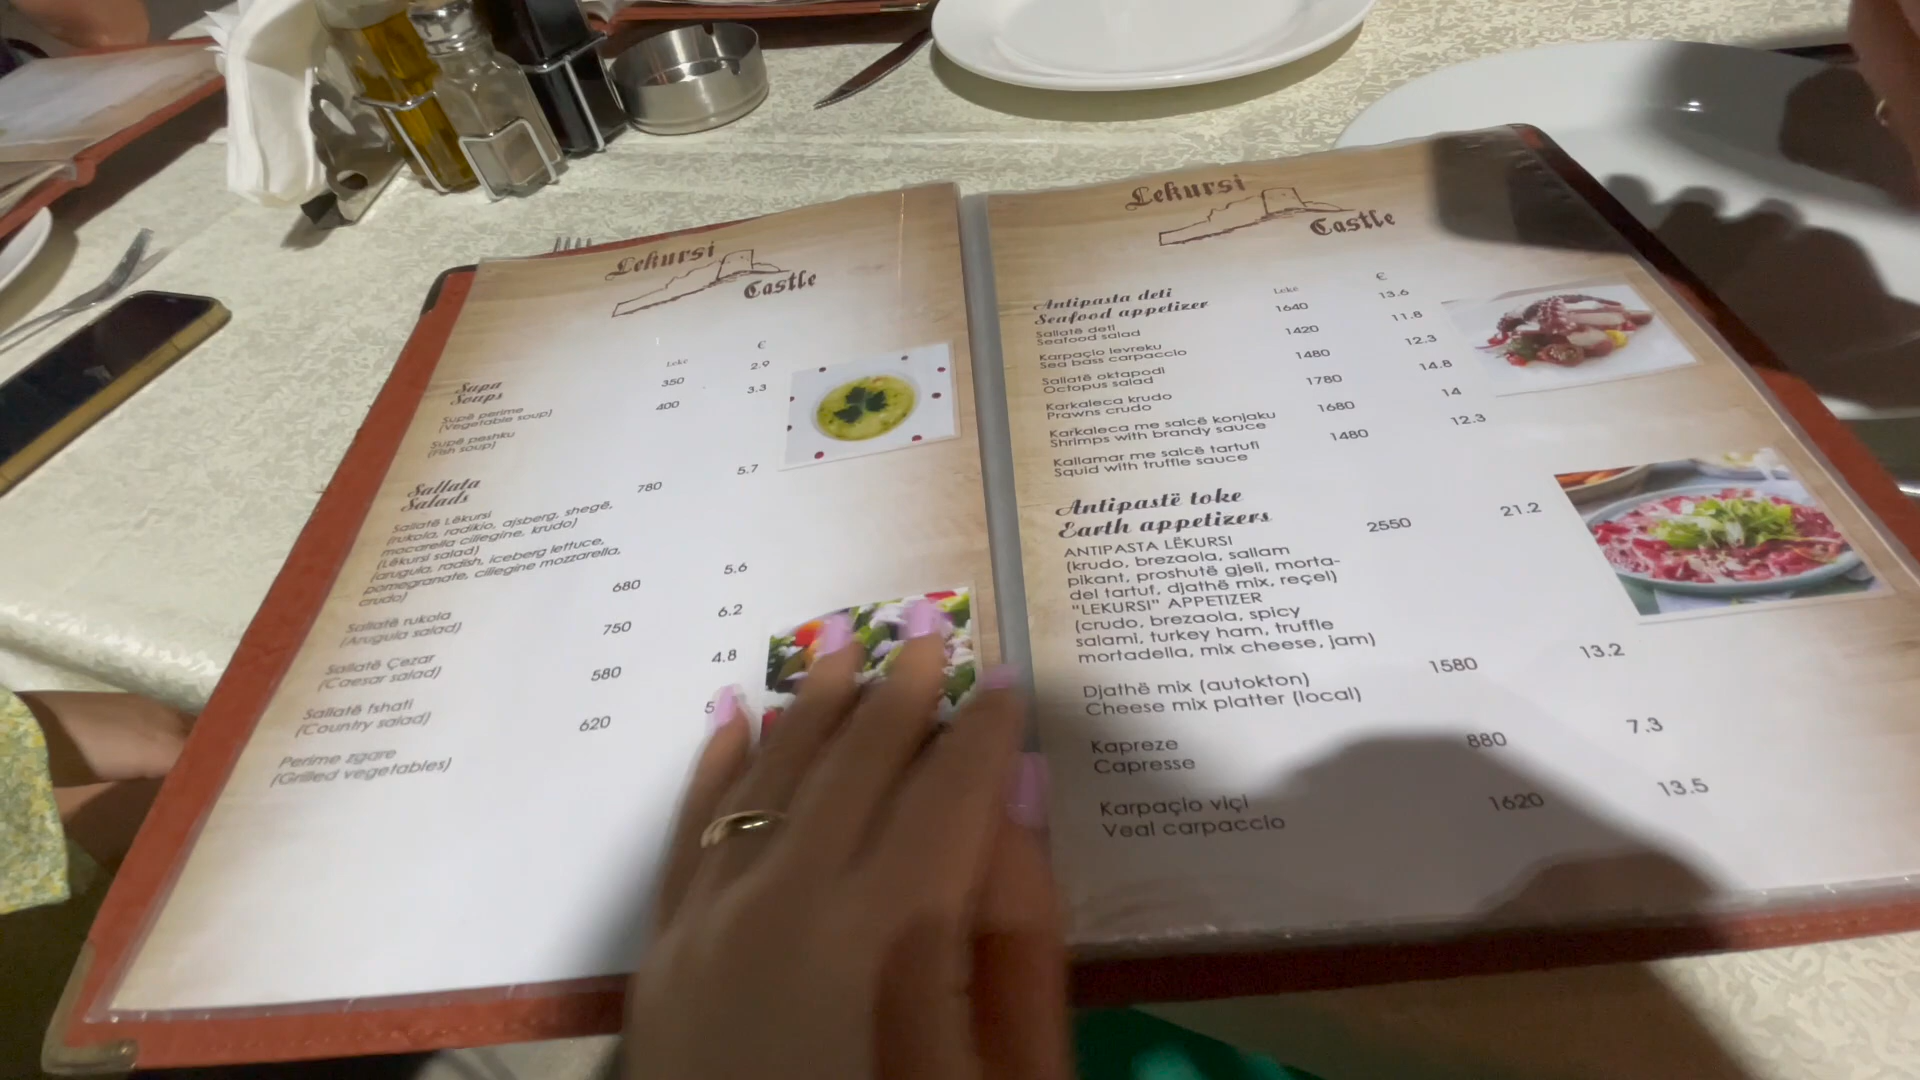 Lekursi
Castle
Lekë
€
Supa
Soups
350
2.9
Supë perime
(Vegetable soup)
400
3.3
Supë peshku
(Fish soup)
Sallata
Salads
780
5.7
Sallatë Lëkursi
(rukola, radikio, ajsberg, shegë,
mocarella ciliegine, krudo)
(Lëkursi salad)
(arugula, radish, iceberg lettuce,
pomegranate, ciliegine mozzarella,
crudo)
680
5.6
Sallatë rukola
(Arugula salad)
750
6.2
Sallatë Çezar
(Caesar salad)
580
4.8
Sallatë fshati
(Country salad)
620
5
Perime zgare
(Grilled vegetables)
Lekursi
Castle
Lekë
€
Antipasta deti
Seafood appetizer
1640
13.6
Sallatë deti
Seafood salad
1420
11.8
Karpaçio levreku
Sea bass carpaccio
1480
12.3
Sallatë oktapodi
Octopus salad
1780
14.8
Karkaleca krudo
Prawns crudo
1680
14
Karkaleca me salcë konjaku
Shrimps with brandy sauce
1480
12.3
Kallamar me salcë tartufi
Squid with truffle sauce
Antipastë toke
Earth appetizers
2550
21.2
ANTIPASTA LËKURSI
(krudo, brezaola, sallam
pikant, proshutë gjeli, morta-
del tartuf, djathë mix, reçel)
"LEKURSI" APPETIZER
(crudo, brezaola, spicy
salami, turkey ham, truffle
mortadella, mix cheese, jam)
1580
13.2
Djathë mix (autokton)
Cheese mix platter (local)
880
7.3
Kapreze
Capresse
1620
13.5
Karpaçio viçi
Veal carpaccio